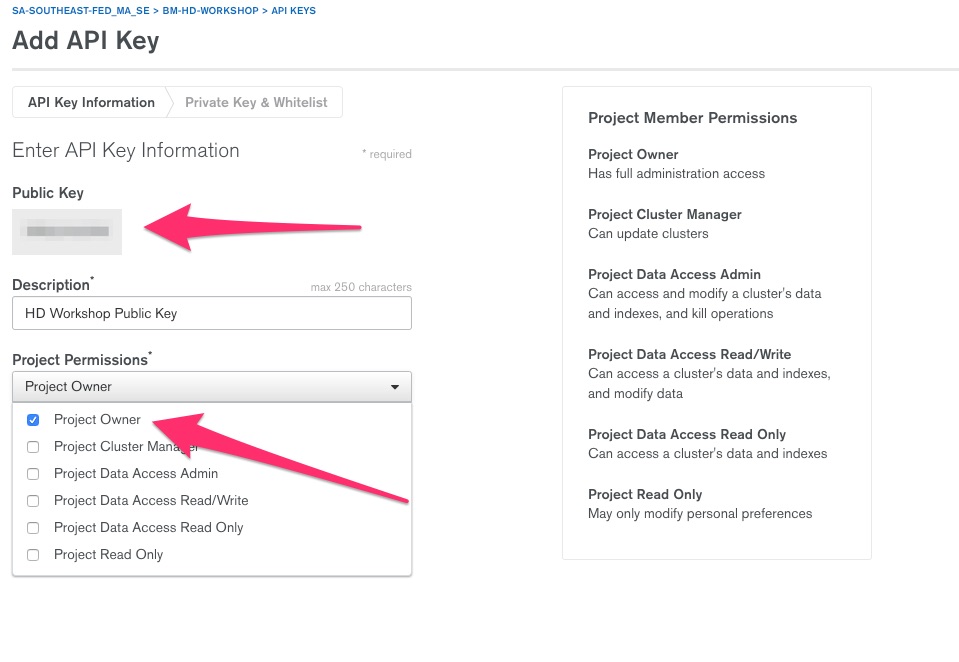 SA-SOUTHEAST-FED_MA_SE > BM-HD-WORKSHOP > API KEYS
Add API Key
API Key Information
Private Key & Whitelist
Enter API Key Information
* required
Public Key
Description*
max 250 characters
HD Workshop Public Key
Project Permissions*
Project Owner
Project Owner
Project Cluster Manager
Project Data Access Admin
Project Data Access Read/Write
Project Data Access Read Only
Project Read Only
Project Member Permissions
Project Owner
Has full administration access
Project Cluster Manager
Can update clusters
Project Data Access Admin
Can access and modify a cluster's data
and indexes, and kill operations
Project Data Access Read/Write
Can access a cluster's data and indexes,
and modify data
Project Data Access Read Only
Can access a cluster's data and indexes
Project Read Only
May only modify personal preferences